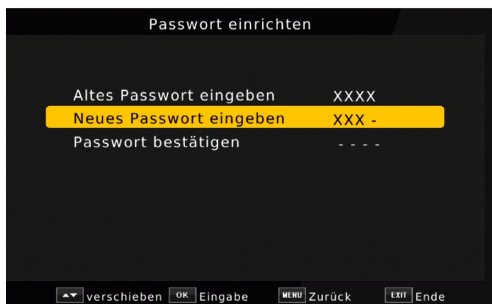 Passwort einrichten
Altes Passwort eingeben XXXX
Neues Passwort eingeben XXX -
Passwort bestätigen - - - -
verschieben OK Eingabe MENU Zurück EXIT Ende